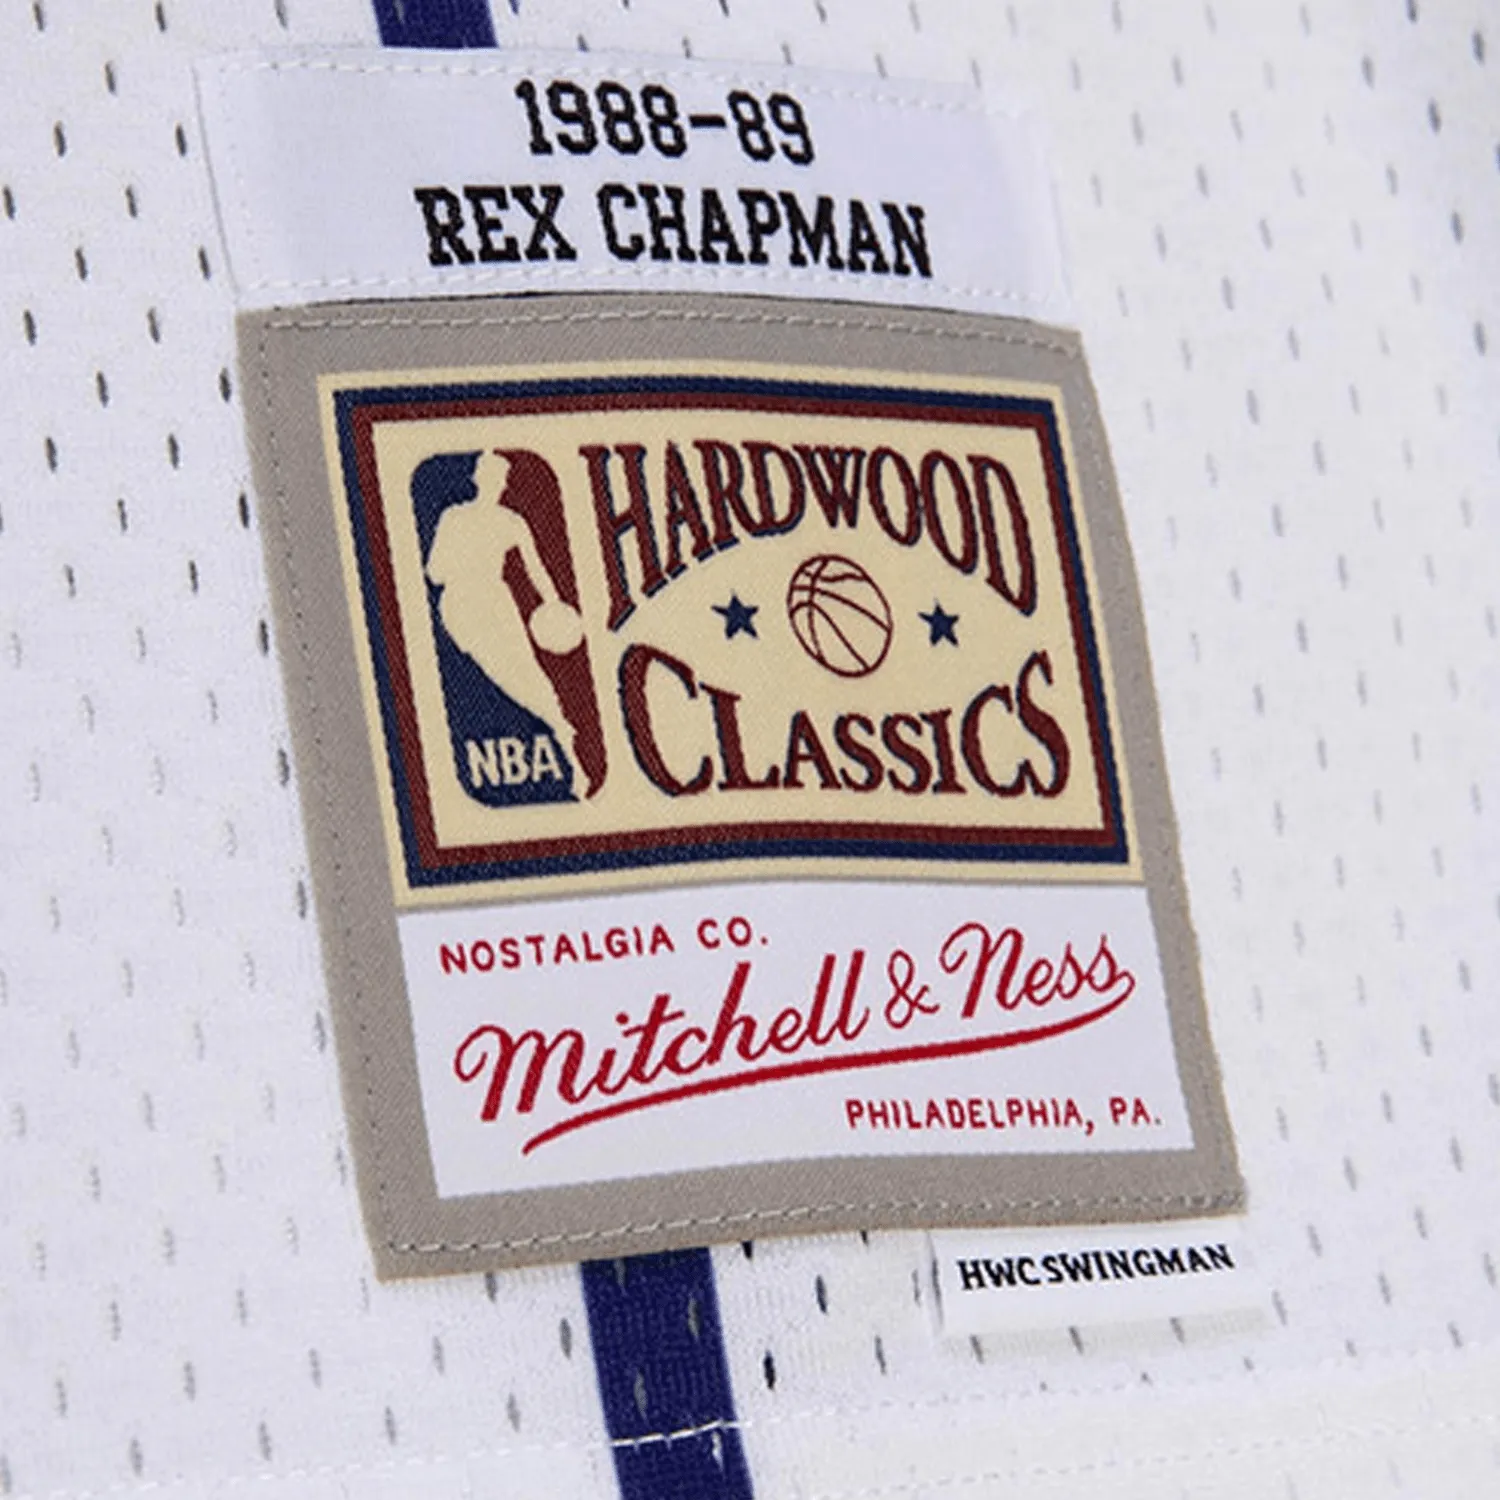 1988-89
REX CHAPMAN
HARDWOOD
CLASSICS
NBA
NOSTALGIA CO.
Mitchell & Ness
PHILADELPHIA, PA.
HWC SWINGMAN